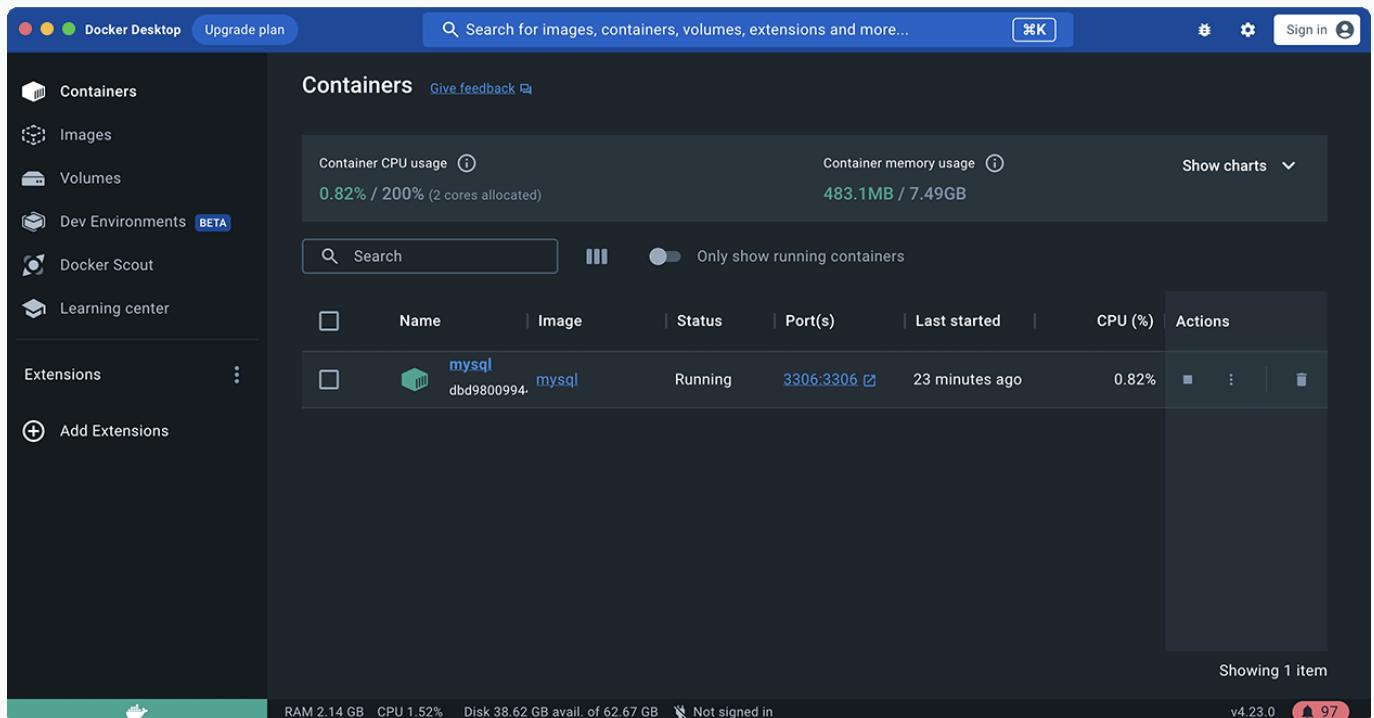 Docker Desktop Upgrade plan Search for images, containers, volumes, extensions and more... ⌘K Sign in
Containers
Images
Volumes
Dev Environments BETA
Docker Scout
Learning center
Extensions
Add Extensions
Containers Give feedback
Container CPU usage
0.82% / 200% (2 cores allocated)
Container memory usage
483.1MB / 7.49GB
Show charts
Search
Only show running containers
Name Image Status Port(s) Last started CPU (%) Actions
mysql
dbd9800994
mysql Running 3306:3306 23 minutes ago 0.82%
Showing 1 item
RAM 2.14 GB CPU 1.52% Disk 38.62 GB avail. of 62.67 GB Not signed in v4.23.0 97